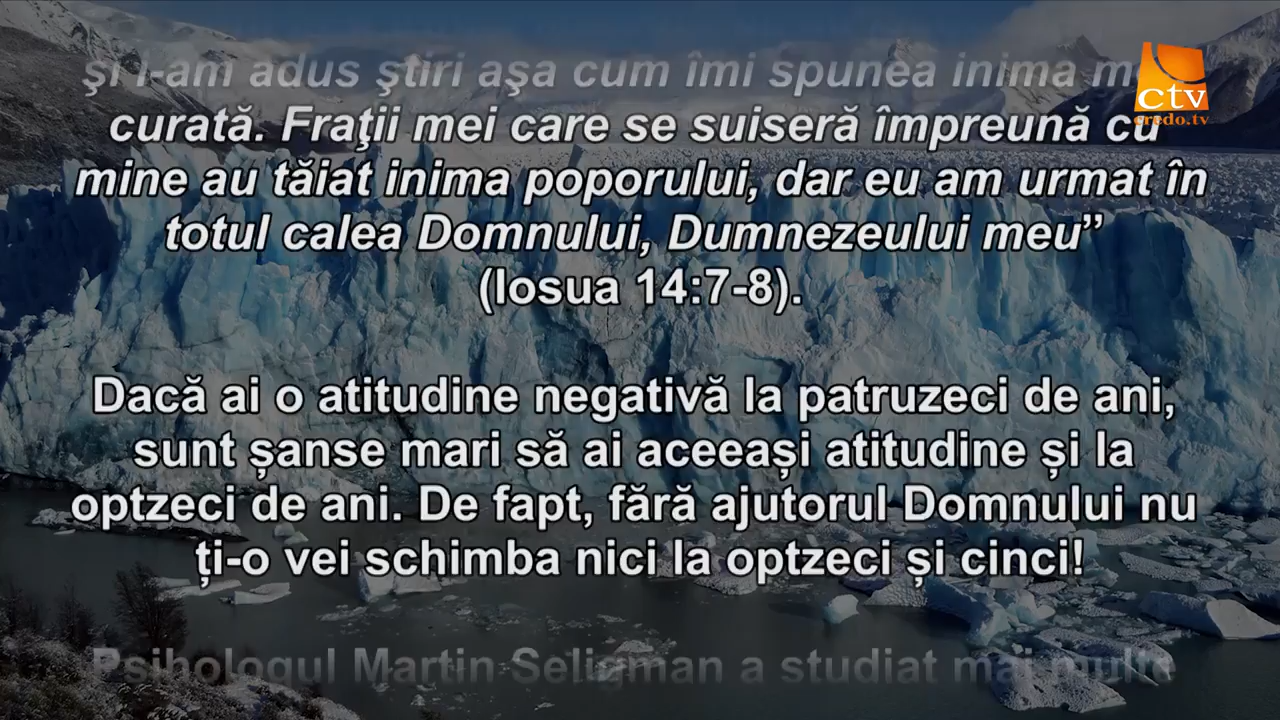 şi i-am adus ştiri aşa cum îmi spunea inima
curată. Fraţii mei care se suiseră împreună cu
mine au tăiat inima poporului, dar eu am urmat în
totul calea Domnului, Dumnezeului meu”
(Iosua 14:7-8).
Dacă ai o atitudine negativă la patruzeci de ani,
sunt șanse mari să ai aceeași atitudine și la
optzeci de ani. De fapt, fără ajutorul Domnului nu
ți-o vei schimba nici la optzeci și cinci!
Psihologul Martin Seligman a studiat mai multe
ctv
credo.tv